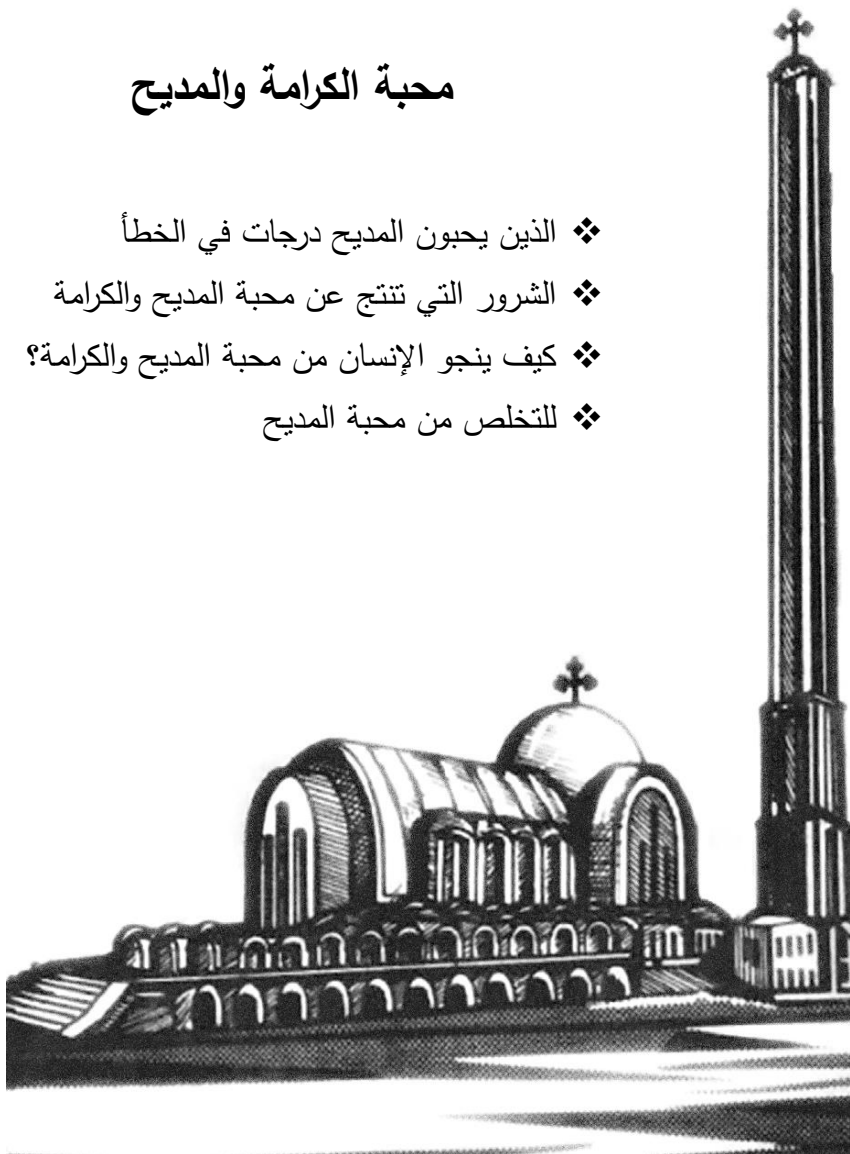 محبة الكرامة والمديح
❖ الذين يحبون المديح درجات في الخطأ
❖ الشرور التي تنتج عن محبة المديح والكرامة
❖ كيف ينجو الإنسان من محبة المديح والكرامة؟
❖ للتخلص من محبة المديح